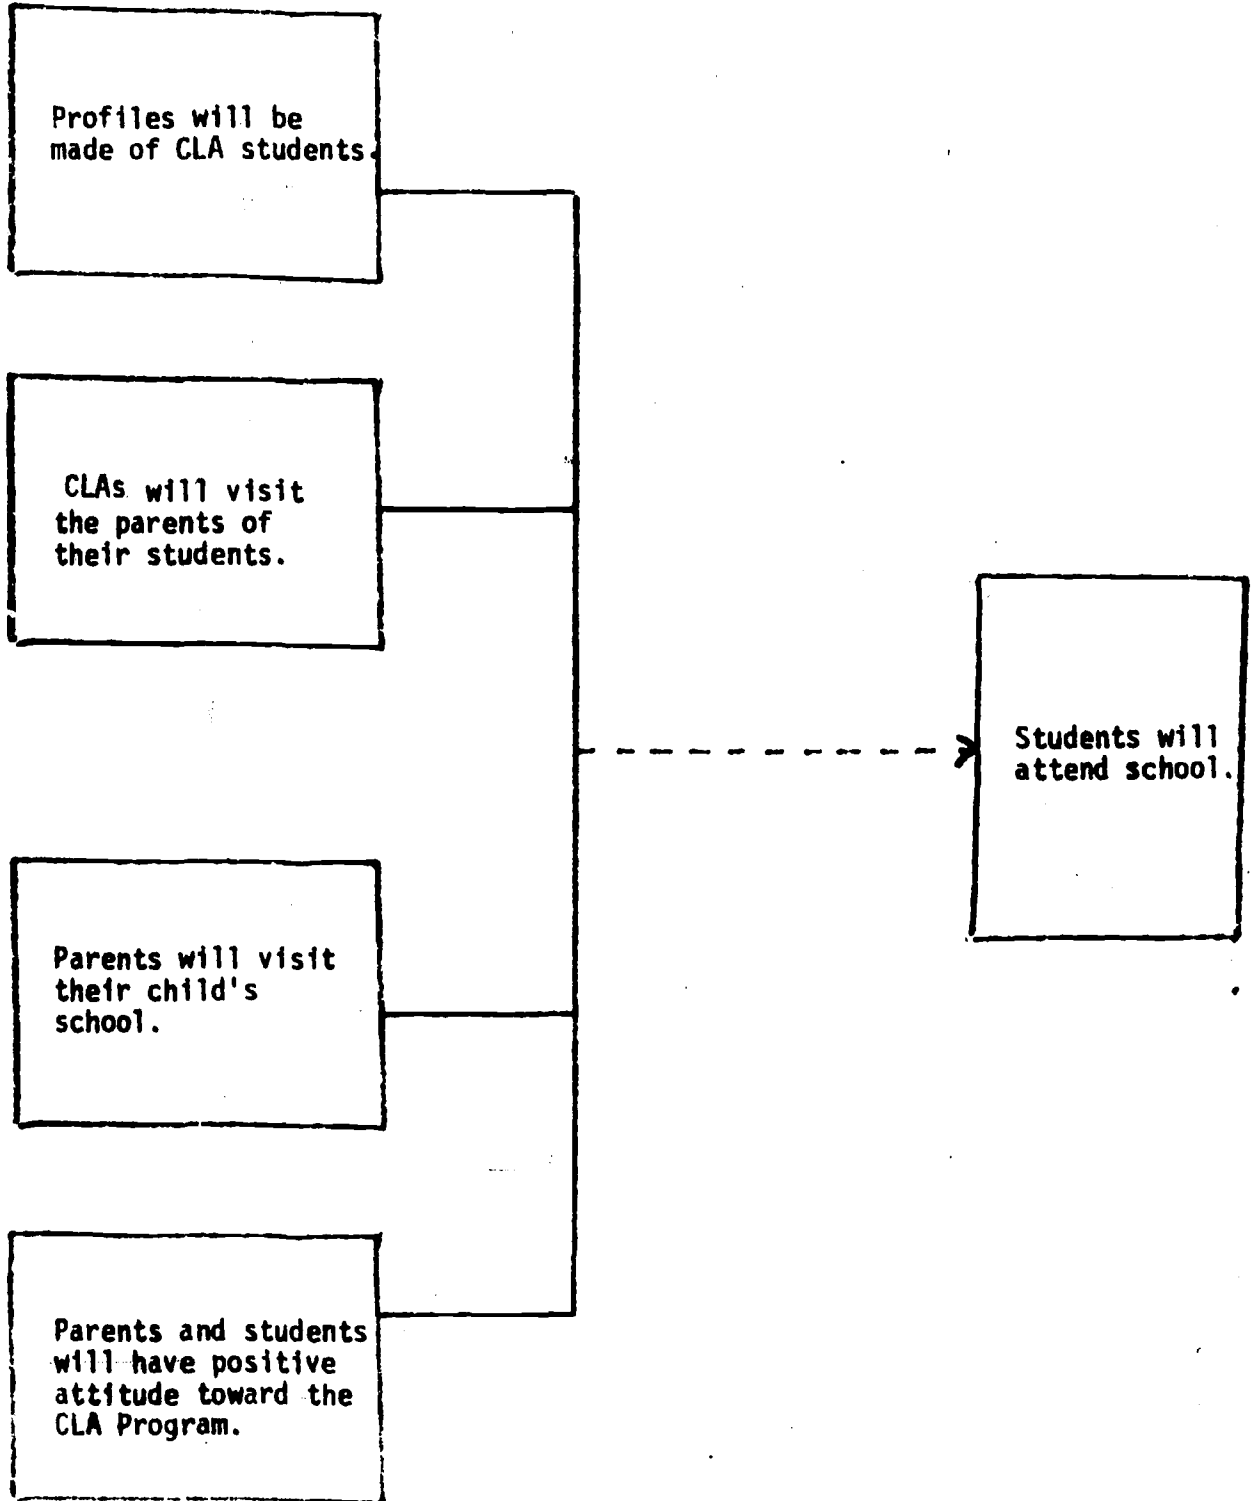 Profiles will be
made of CLA students.
CLAs will visit
the parents of
their students.
Students will
attend school.
Parents will visit
their child's
school.
Parents and students
will have positive
attitude toward the
CLA Program.